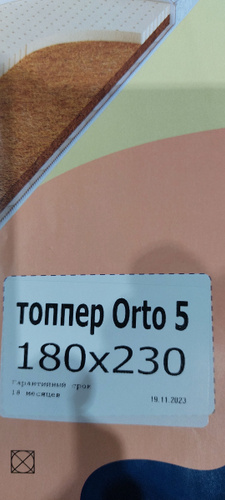 топпер Orto 5
180x230
гарантийный срок
18 месяцев 19.11.2023